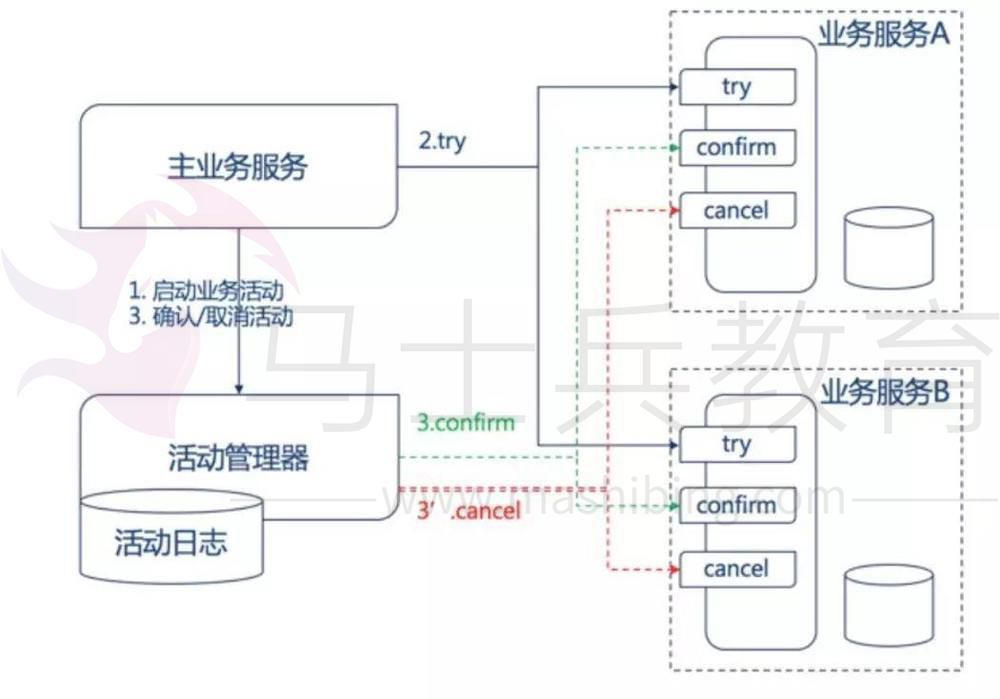 业务服务A
try
confirm
cancel
主业务服务
2.try
1. 启动业务活动
3. 确认/取消活动
马士兵教育
业务服务B
try
confirm
cancel
3.confirm
活动管理器
www.mashibing.com
3' .cancel
活动日志